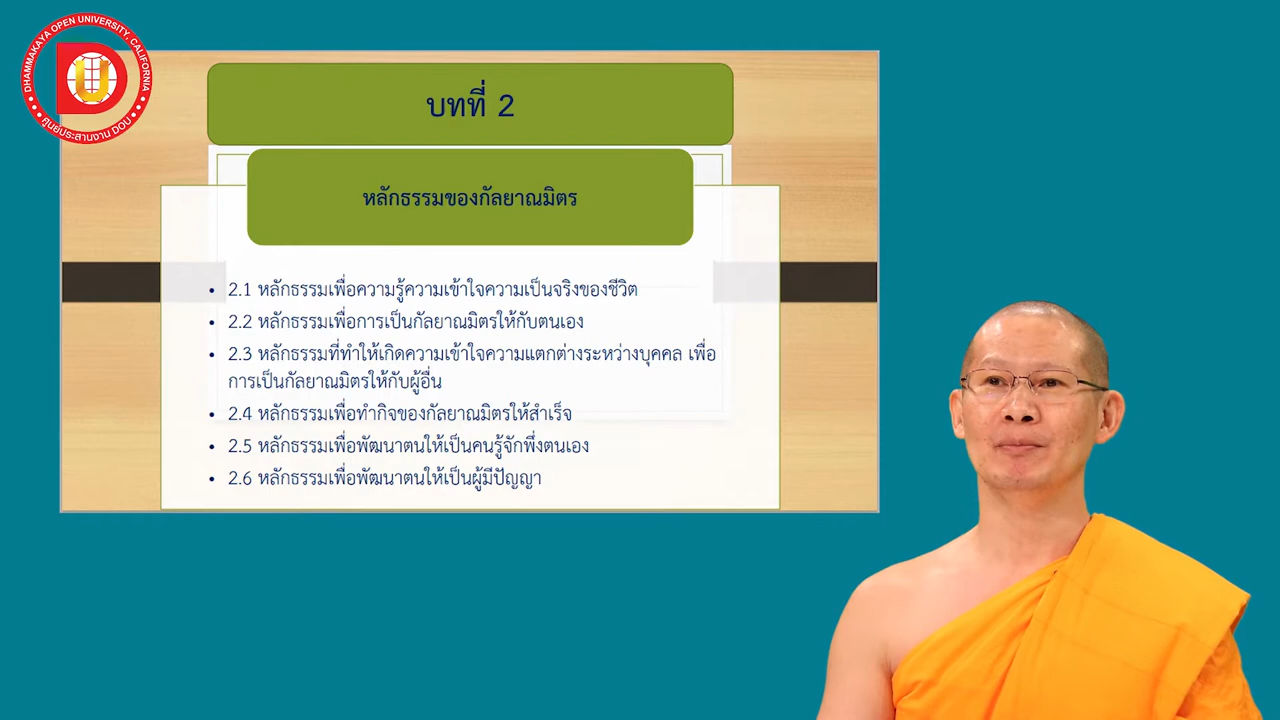 DHAMMAKAYA OPEN UNIVERSITY, CALIFORNIA
DU
ศูนย์ประสานงาน DOU
บทที่ 2
หลักธรรมของกัลยาณมิตร
• 2.1 หลักธรรมเพื่อความรู้ความเข้าใจความเป็นจริงของชีวิต
• 2.2 หลักธรรมเพื่อการเป็นกัลยาณมิตรให้กับตนเอง
• 2.3 หลักธรรมที่ทำให้เกิดความเข้าใจความแตกต่างระหว่างบุคคล เพื่อ
การเป็นกัลยาณมิตรให้กับผู้อื่น
• 2.4 หลักธรรมเพื่อทำกิจของกัลยาณมิตรให้สำเร็จ
• 2.5 หลักธรรมเพื่อพัฒนาตนให้เป็นคนรู้จักพึ่งตนเอง
• 2.6 หลักธรรมเพื่อพัฒนาตนให้เป็นผู้มีปัญญา